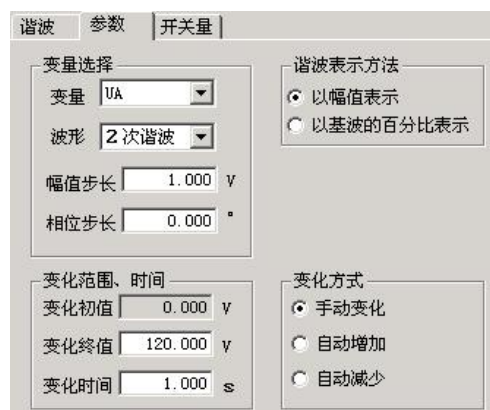 谐波 参数 开关量
变量选择
变量 UA
波形 2次谐波
幅值步长 1.000 V
相位步长 0.000 °
谐波表示方法
以幅值表示
以基波的百分比表示
变化范围、时间
变化初值 0.000 V
变化终值 120.000 V
变化时间 1.000 s
变化方式
手动变化
自动增加
自动减少